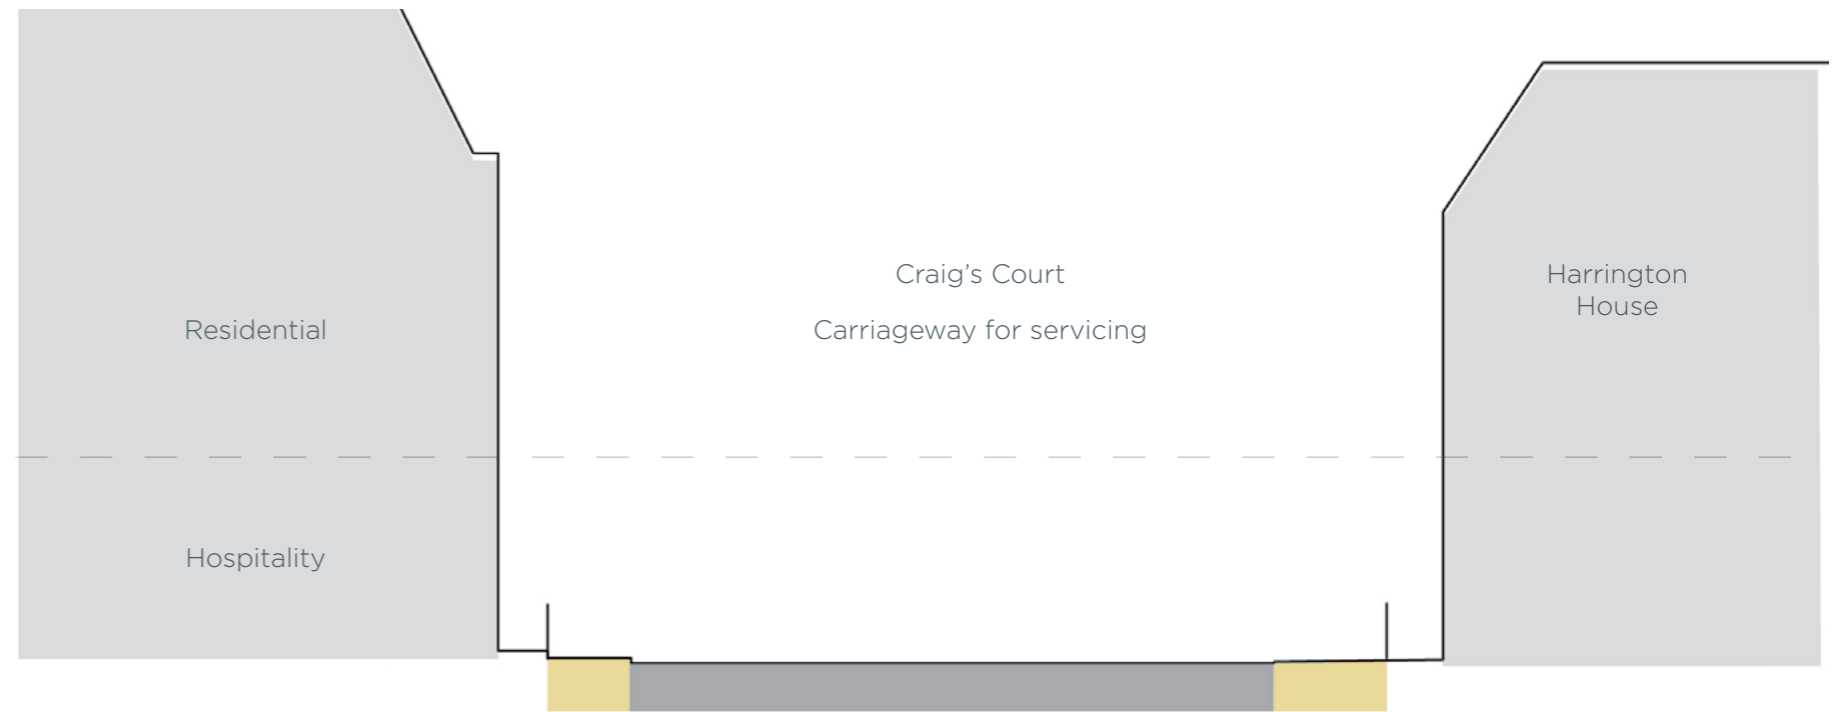 Craig’s Court
Carriageway for servicing
Harrington
House
Residential
Hospitality